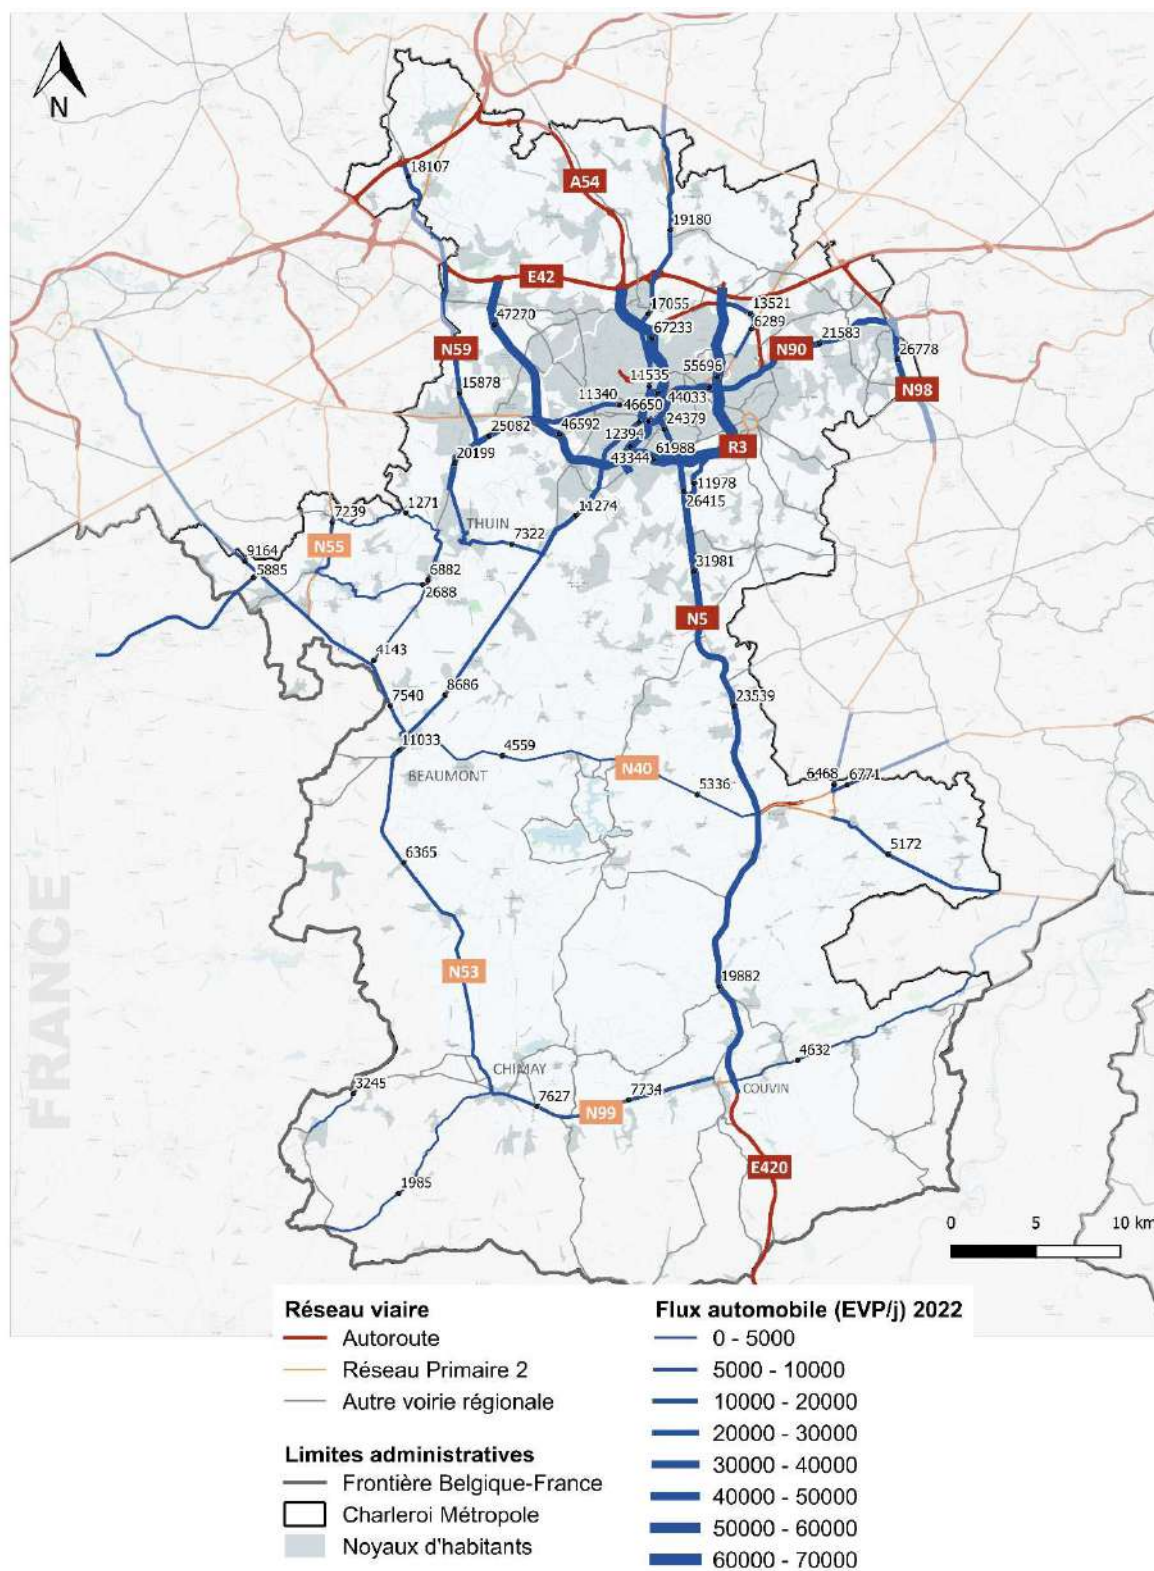 N
18107
A54
19180
E42
17055
13521
47270
6289
67233
21583
N59
N90
26778
55696
N98
11535
15878
44033
11340
46650
24379
25082
46592
12394
R3
61988
20199
43344
11978
26415
1271
11274
7239
THUIN
7322
N55
9164
31981
5885
6882
2688
N5
4143
8686
7540
23539
11033
4559
BEAUMONT
N40
6468
6771
5336
5172
6365
FRANCE
N53
19882
4632
CHIMAY
3245
7734
COUVIN
7627
N99
E420
1985
0 5 10 km
Réseau viaire
Autoroute
Réseau Primaire 2
Autre voirie régionale
Limites administratives
Frontière Belgique-France
Charleroi Métropole
Noyaux d'habitants
Flux automobile (EVP/j) 2022
0 - 5000
5000 - 10000
10000 - 20000
20000 - 30000
30000 - 40000
40000 - 50000
50000 - 60000
60000 - 70000